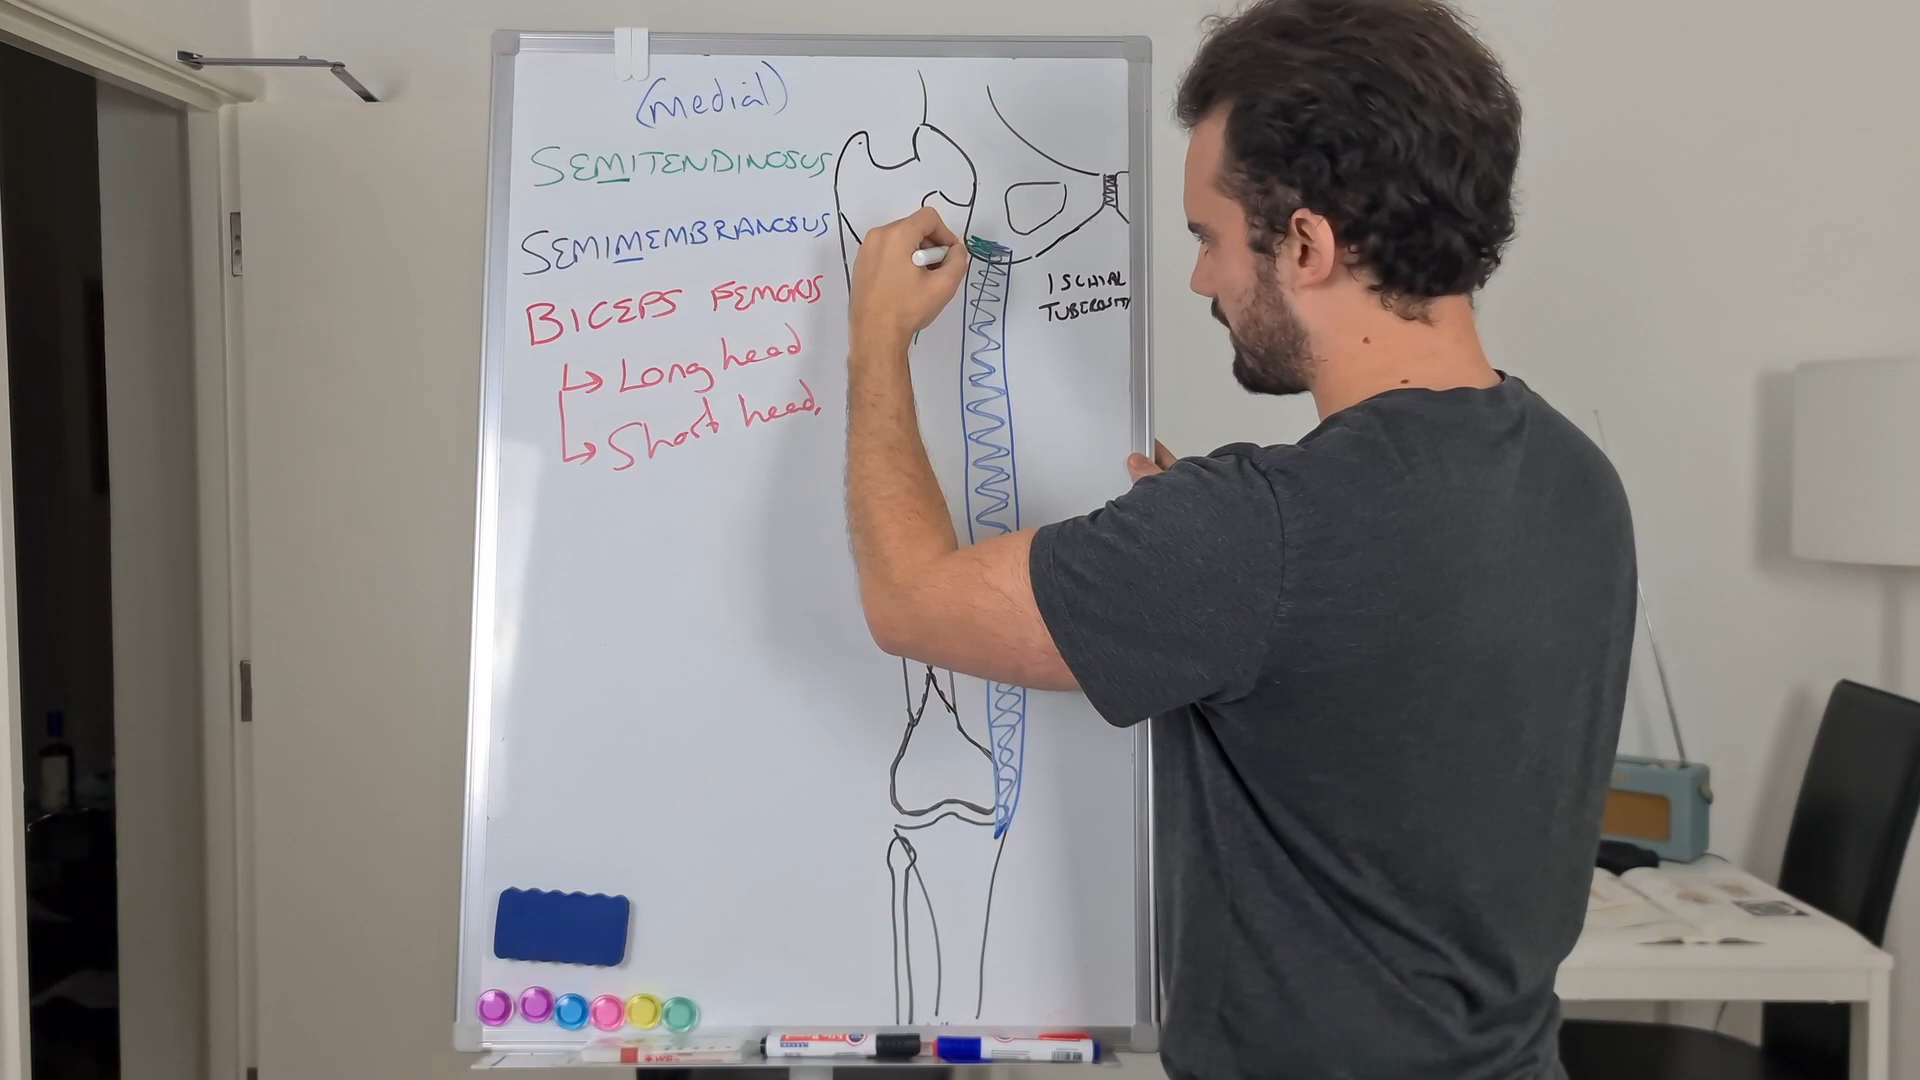 (medial)
SEMITENDINOSUS
SEMIMEMBRANOSUS
BICEPS FEMORIS
↳ Long head
↳ Short head.
ISCHIAL
TUBEROSITY